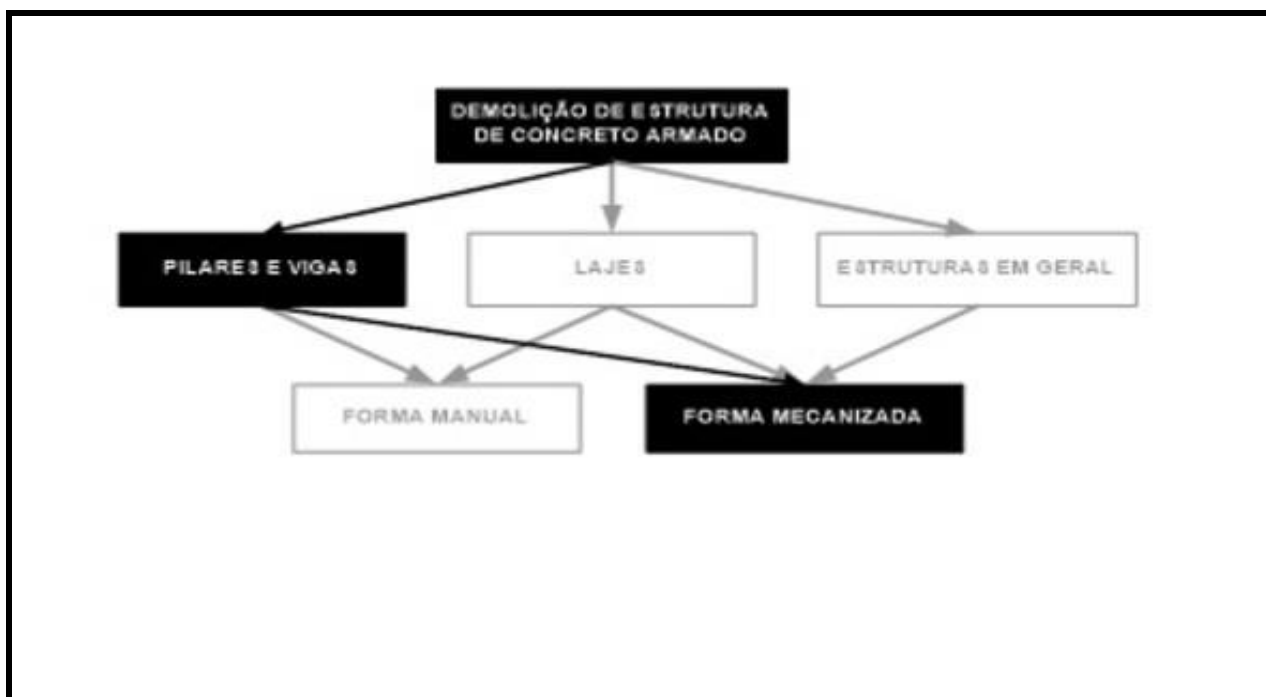 DEMOLIÇÃO DE ESTRUTURA
DE CONCRETO ARMADO
PILARES E VIGAS
LAJES
ESTRUTURAS EM GERAL
FORMA MANUAL
FORMA MECANIZADA